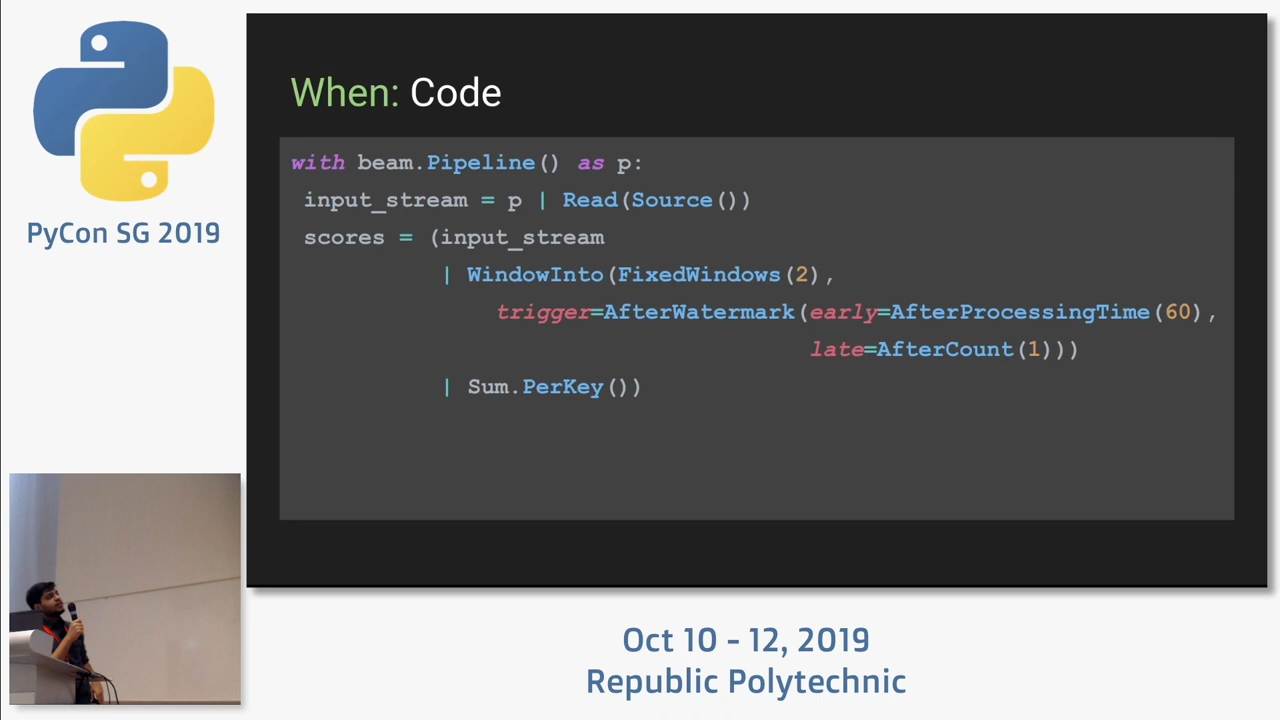 PyCon SG 2019
When: Code
with beam.Pipeline() as p:
input_stream = p | Read(Source())
scores = (input_stream
| WindowInto(FixedWindows(2),
trigger=AfterWatermark(early=AfterProcessingTime(60),
late=AfterCount(1)))
| Sum.PerKey())
Oct 10 - 12, 2019
Republic Polytechnic